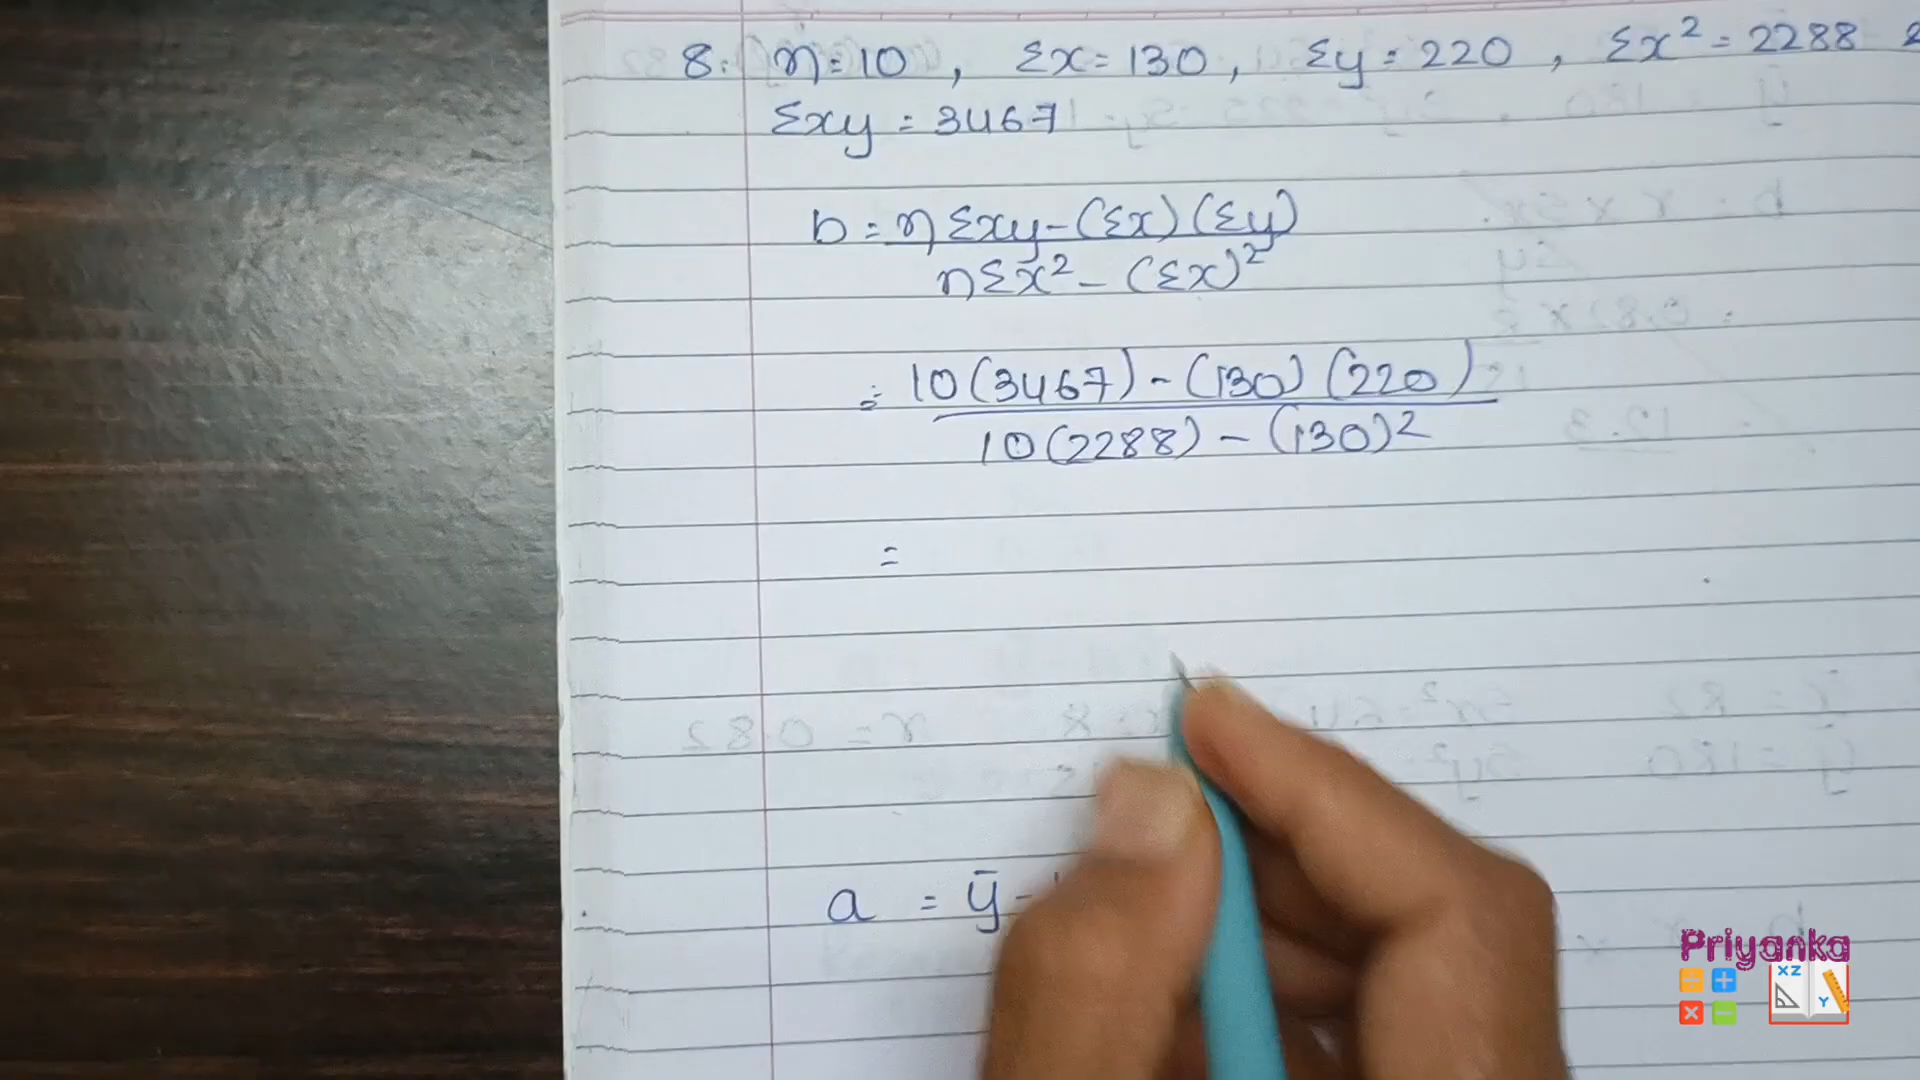 8. n = 10, Σx = 130, Σy = 220, Σx² = 2288 &
Σxy = 3467
b = nΣxy - (Σx)(Σy)
nΣx² - (Σx)²
= 10(3467) - (130)(220)
10(2288) - (130)²
=
a = ȳ -
Priyanka
XZ
Y